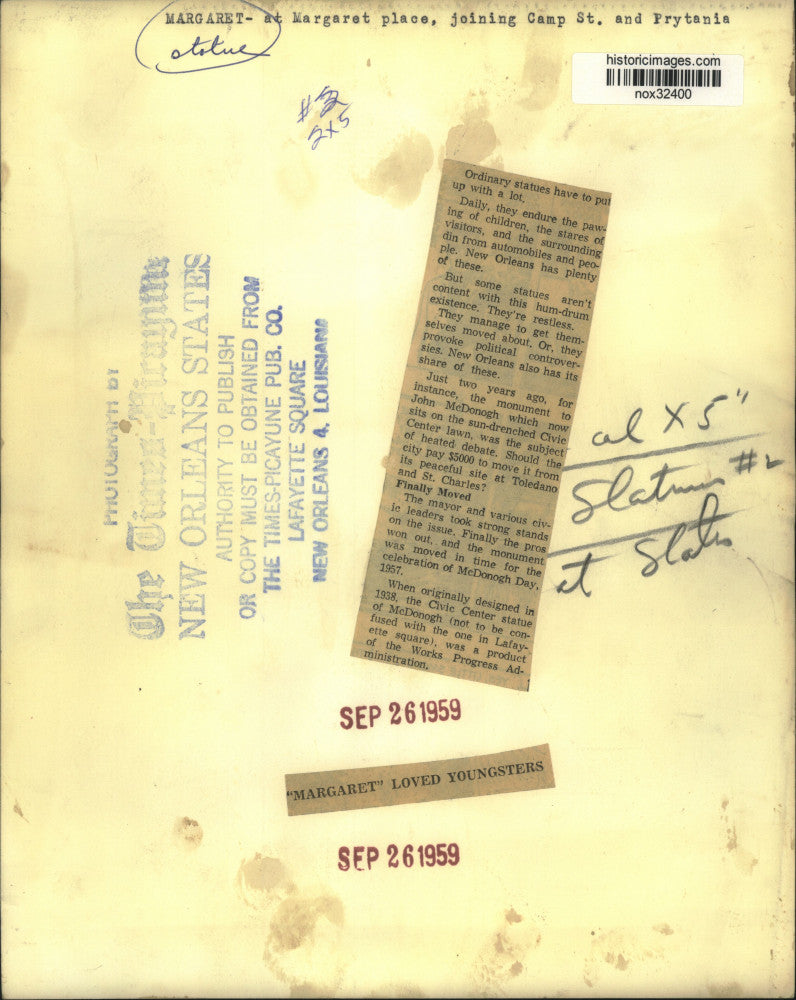 MARGARET- at Margaret place, joining Camp St. and Prytania
statue
historicimages.com
nox32400
#2
2x5
Ordinary statues have to put
up with a lot.
Daily, they endure the paw-
ing of children, the stares of
visitors, and the surrounding
din from automobiles and peo-
ple. New Orleans has plenty
of these.
But some statues aren't
content with this hum-drum
existence. They're restless.
They manage to get them-
selves moved about. Or, they
provoke political controver-
sies. New Orleans also has its
share of these.
Just two years ago, for
instance, the monument to
John McDonogh which now
sits on the sun-drenched Civic
Center lawn, was the subject
of heated debate. Should the
city pay $5000 to move it from
its peaceful site at Toledano
and St. Charles?
Finally Moved
The mayor and various civ-
ic leaders took strong stands
on the issue. Finally the pros
won out, and the monument
was moved in time for the
celebration of McDonogh Day,
1957.
When originally designed in
1938, the Civic Center statue
of McDonogh (not to be con-
fused with the one in Lafay-
ette square), was a product
of the Works Progress Ad-
ministration.
PHOTOGRAPH BY
The Times-Picayune
NEW ORLEANS STATES
AUTHORITY TO PUBLISH
OR COPY MUST BE OBTAINED FROM
THE TIMES-PICAYUNE PUB. CO.
LAFAYETTE SQUARE
NEW ORLEANS 4, LOUISIANA
X 5"
#2
SEP 26 1959
"MARGARET" LOVED YOUNGSTERS
SEP 26 1959